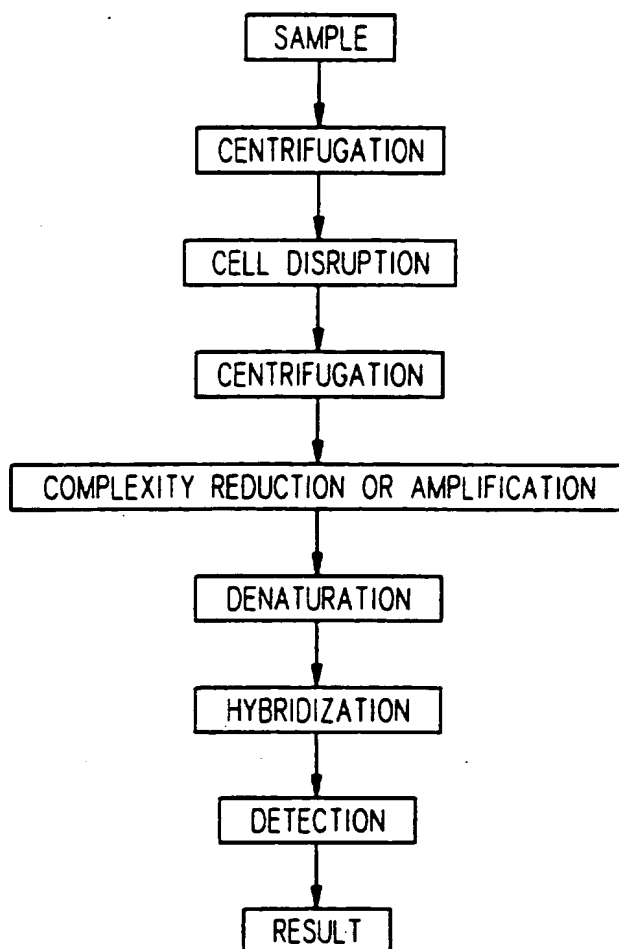 SAMPLE
CENTRIFUGATION
CELL DISRUPTION
CENTRIFUGATION
COMPLEXITY REDUCTION OR AMPLIFICATION
DENATURATION
HYBRIDIZATION
DETECTION
RESULT